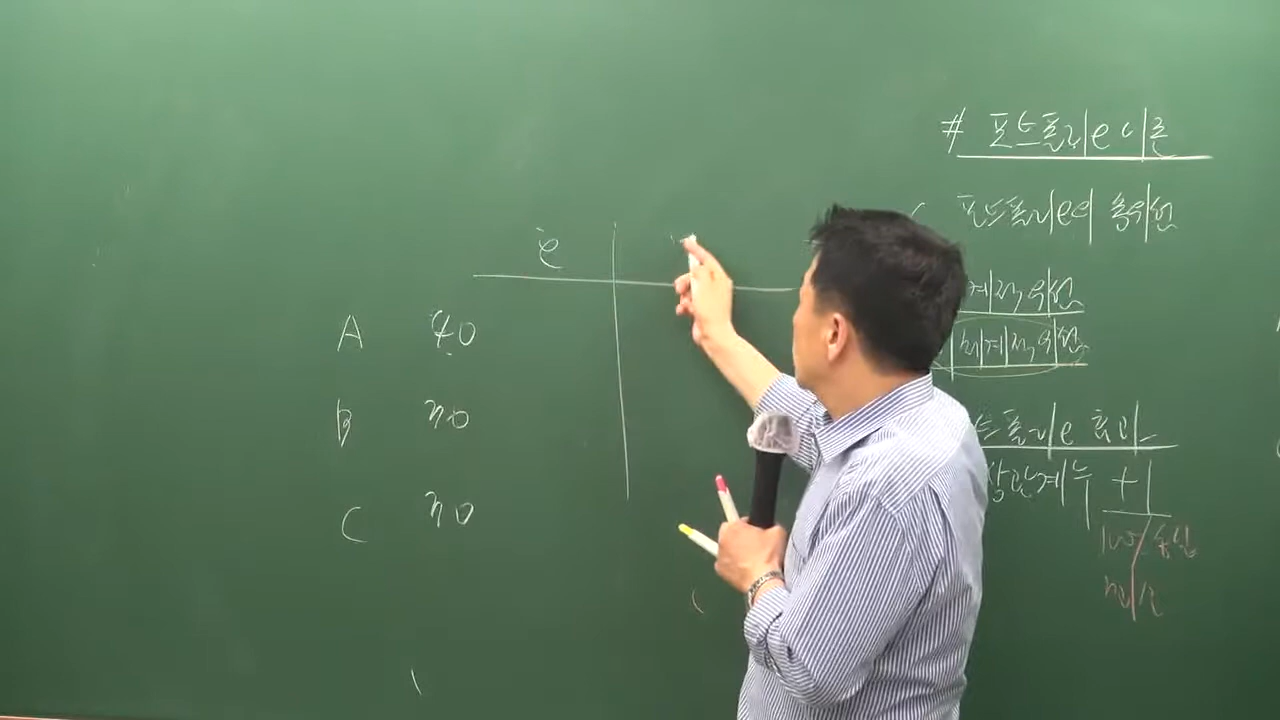 # 포트폴리오 이론
포트폴리오의 총위험
체계적위험
비체계적위험
포트폴리오 효과
상관계수 +1
e
A 40
B 30
C 30